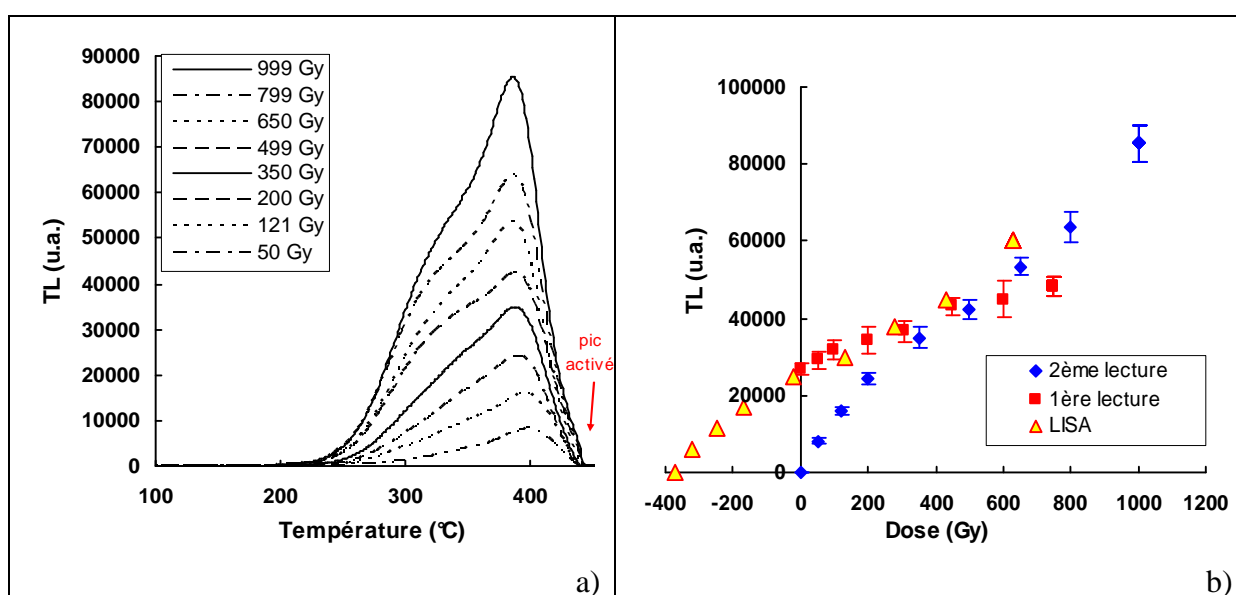 90000
80000
70000
60000
50000
40000
30000
20000
10000
0
TL (u.a.)
999 Gy
799 Gy
650 Gy
499 Gy
350 Gy
200 Gy
121 Gy
50 Gy
pic
activé
100
200
300
400
Température (°C)
a)
100000
80000
60000
40000
20000
0
TL (u.a.)
2ème lecture
1ère lecture
LISA
-400
-200
0
200
400
600
800
1000
1200
Dose (Gy)
b)